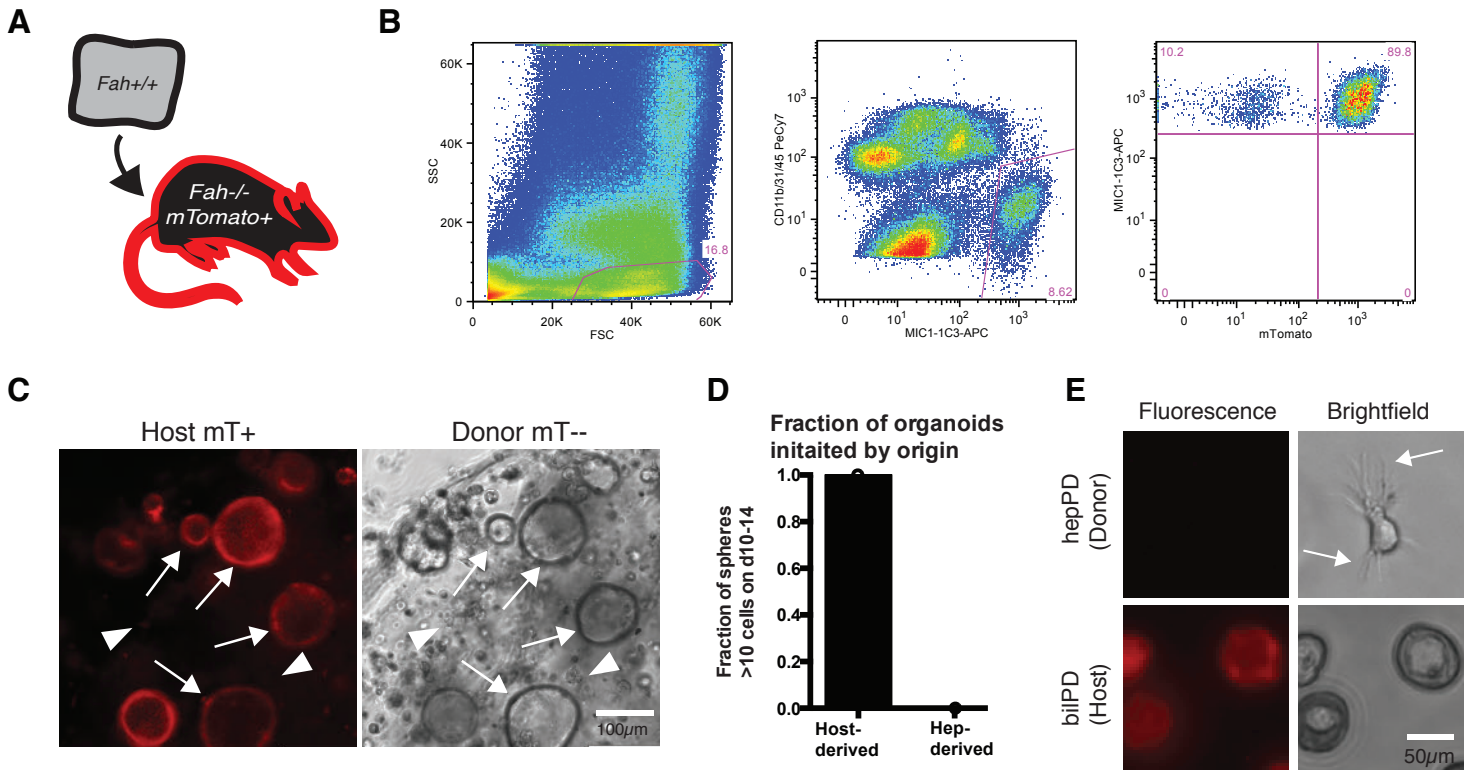 A
Fah+/+
Fah-/-
mTomato+
B
60K
40K
20K
0
SSC
0
20K
40K
60K
FSC
16.8
10³
10²
10¹
0
CD11b/31/45 PeCy7
0
10¹
10²
10³
MIC1-1C3-APC
8.62
10.2
89.8
10³
10²
10¹
0
MIC1-1C3-APC
0
0
0
10¹
10²
10³
mTomato
C
Host mT+
Donor mT--
100µm
D
Fraction of organoids
initaited by origin
1.0
0.8
0.6
0.4
0.2
0.0
Fraction of spheres
>10 cells on d10-14
Host-
derived
Hep-
derived
E
Fluorescence
Brightfield
hepPD
(Donor)
bilPD
(Host)
50µm